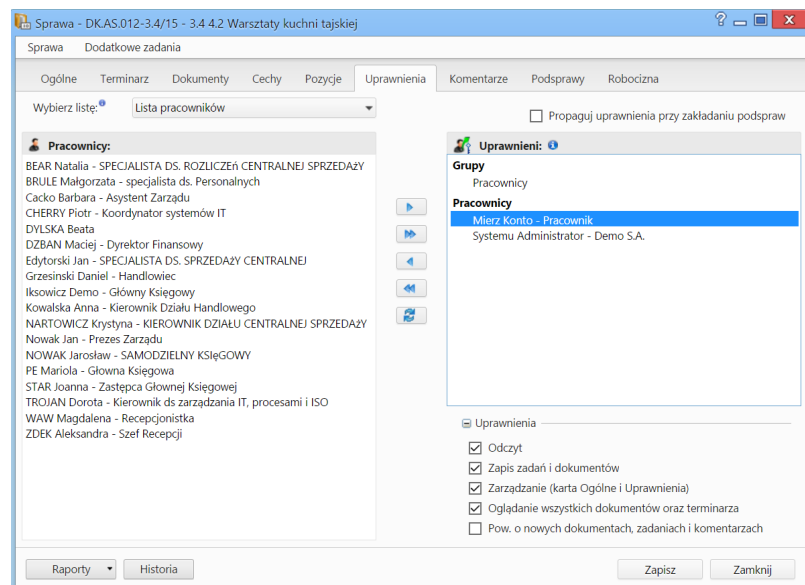 Sprawa - DK.AS.012-3.4/15 - 3.4 4.2 Warsztaty kuchni tajskiej
Sprawa Dodatkowe zadania
Ogólne Terminarz Dokumenty Cechy Pozycje Uprawnienia Komentarze Podsprawy Robocizna
Wybierz listę: Lista pracowników
Propaguj uprawnienia przy zakładaniu podspraw
Pracownicy:
BEAR Natalia - SPECJALISTA DS. ROZLICZEń CENTRALNEJ SPRZEDAżY
BRULE Małgorzata - specjalista ds. Personalnych
Cacko Barbara - Asystent Zarządu
CHERRY Piotr - Koordynator systemów IT
DYLSKA Beata
DZBAN Maciej - Dyrektor Finansowy
Edytorski Jan - SPECJALISTA DS. SPRZEDAżY CENTRALNEJ
Grzesinski Daniel - Handlowiec
Iksowicz Demo - Główny Księgowy
Kowalska Anna - Kierownik Działu Handlowego
NARTOWICZ Krystyna - KIEROWNIK DZIAŁU CENTRALNEJ SPRZEDAżY
Nowak Jan - Prezes Zarządu
NOWAK Jarosław - SAMODZIELNY KSIęGOWY
PE Mariola - Głowna Księgowa
STAR Joanna - Zastępca Głownej Księgowej
TROJAN Dorota - Kierownik ds zarządzania IT, procesami i ISO
WAW Magdalena - Recepcjonistka
ZDEK Aleksandra - Szef Recepcji
Uprawnieni:
Grupy
Pracownicy
Pracownicy
Mierz Konto - Pracownik
Systemu Administrator - Demo S.A.
Uprawnienia
Odczyt
Zapis zadań i dokumentów
Zarządzanie (karta Ogólne i Uprawnienia)
Oglądanie wszystkich dokumentów oraz terminarza
Pow. o nowych dokumentach, zadaniach i komentarzach
Raporty Historia Zapisz Zamknij